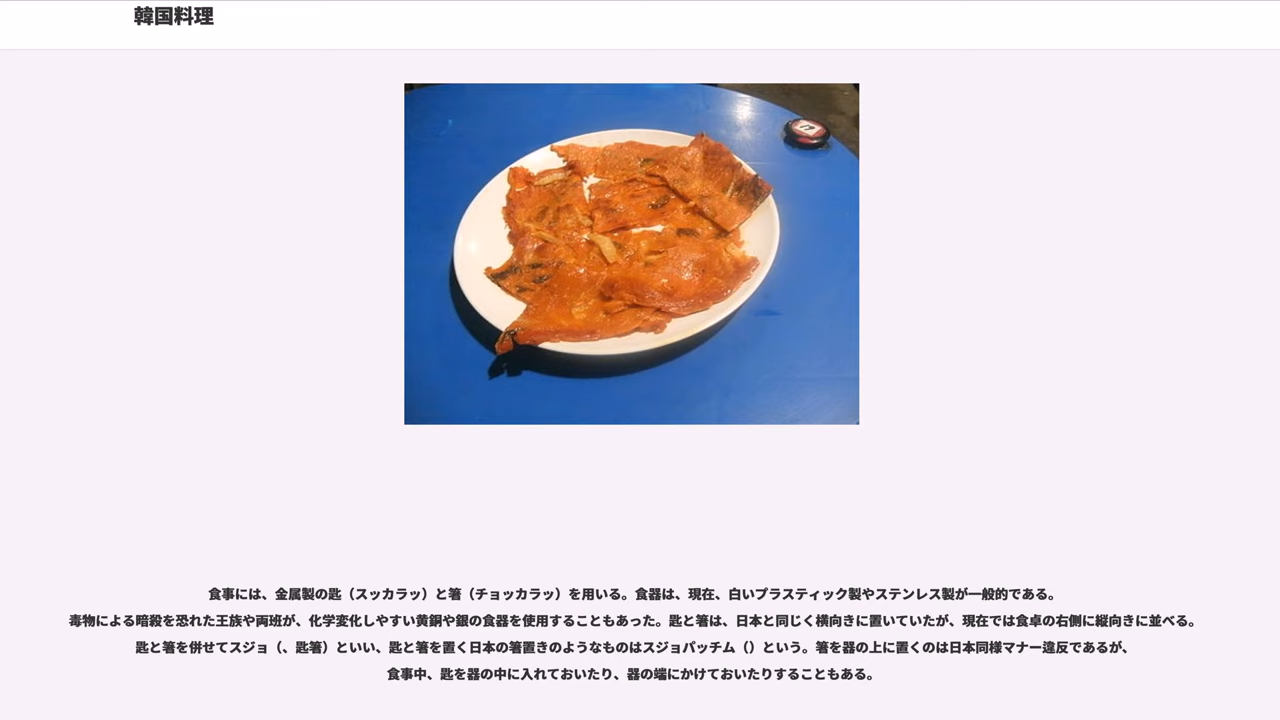 韓国料理
食事には、金属製の匙（スッカラッ）と箸（チョッカラッ）を用いる。食器は、現在、白いプラスティック製やステンレス製が一般的である。
毒物による暗殺を恐れた王族や両班が、化学変化しやすい黄銅や銀の食器を使用することもあった。匙と箸は、日本と同じく横向きに置いていたが、現在では食卓の右側に縦向きに並べる。
匙と箸を併せてスジョ（、匙箸）といい、匙と箸を置く日本の箸置きのようなものはスジョパッチム（）という。箸を器の上に置くのは日本同様マナー違反であるが、
食事中、匙を器の中に入れておいたり、器の端にかけておいたりすることもある。